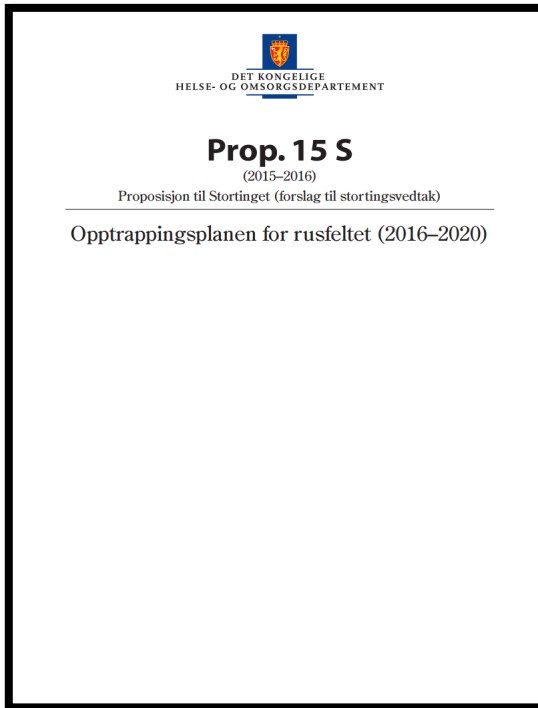 DET KONGELIGE
HELSE- OG OMSORGSDEPARTEMENT
Prop. 15 S
(2015–2016)
Proposisjon til Stortinget (forslag til stortingsvedtak)
Opptrappingsplanen for rusfeltet (2016–2020)